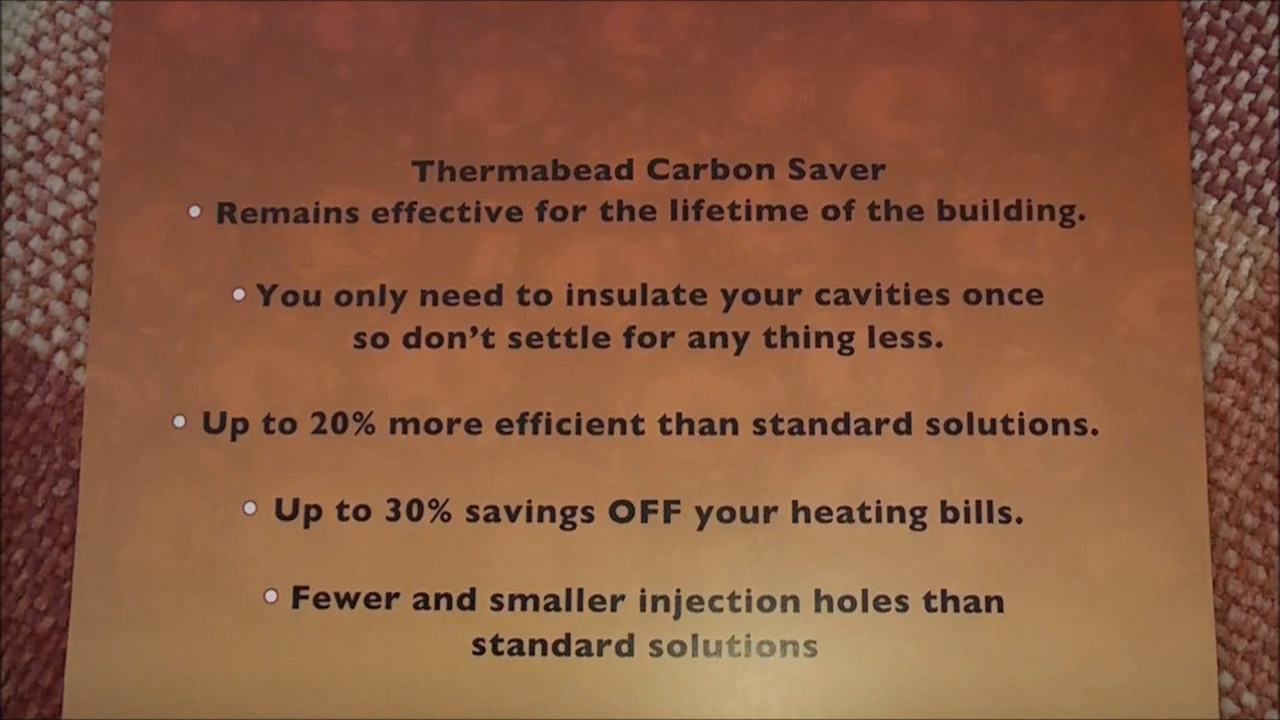 Thermabead Carbon Saver
• Remains effective for the lifetime of the building.
• You only need to insulate your cavities once
so don't settle for any thing less.
• Up to 20% more efficient than standard solutions.
• Up to 30% savings OFF your heating bills.
• Fewer and smaller injection holes than
standard solutions